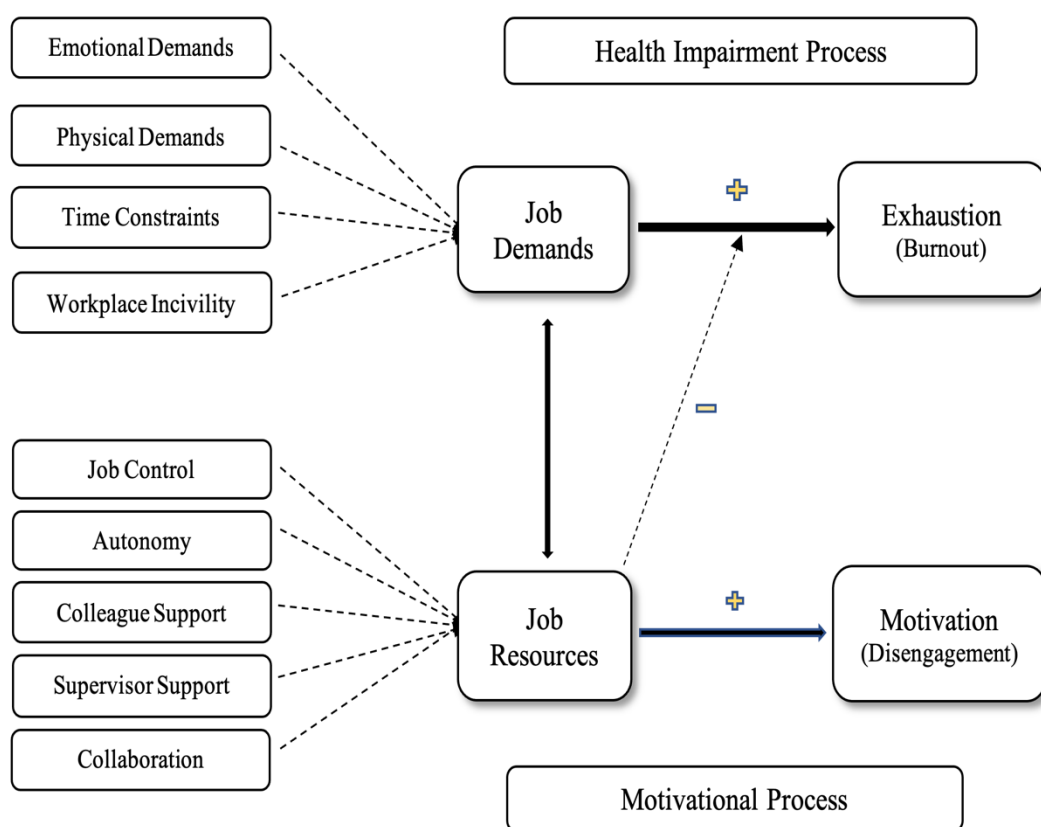 Emotional Demands
Physical Demands
Time Constraints
Workplace Incivility
Health Impairment Process
Job
Demands
+
Exhaustion
(Burnout)
−
Job Control
Autonomy
Colleague Support
Supervisor Support
Collaboration
Job
Resources
+
Motivation
(Disengagement)
Motivational Process